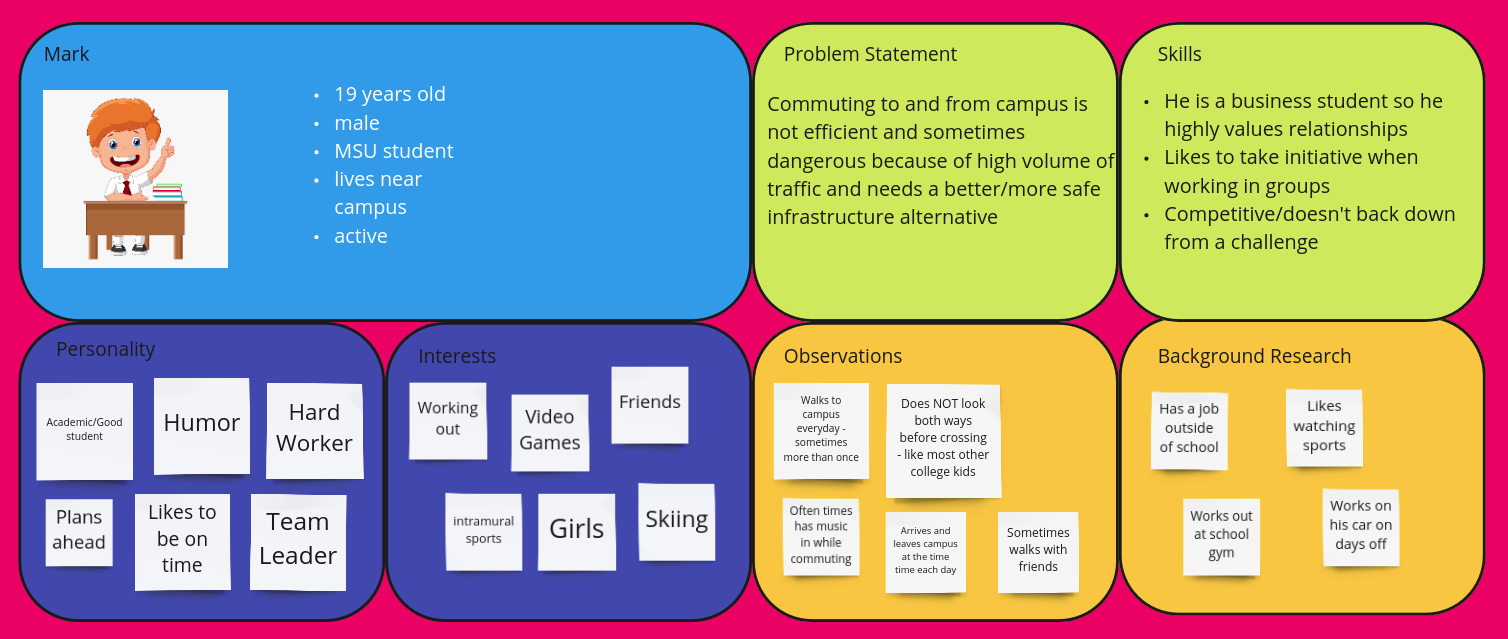 Mark
• 19 years old
• male
• MSU student
• lives near
campus
• active
Problem Statement
Commuting to and from campus is
not efficient and sometimes
dangerous because of high volume of
traffic and needs a better/more safe
infrastructure alternative
Skills
• He is a business student so he
highly values relationships
• Likes to take initiative when
working in groups
• Competitive/doesn't back down
from a challenge
Personality
Academic/Good
student
Humor
Hard
Worker
Plans
ahead
Likes to
be on
time
Team
Leader
Interests
Working
out
Video
Games
Friends
intramural
sports
Girls
Skiing
Observations
Walks to
campus
everyday -
sometimes
more than once
Does NOT look
both ways
before crossing
- like most other
college kids
Often times
has music
in while
commuting
Arrives and
leaves campus
at the time
time each day
Sometimes
walks with
friends
Background Research
Has a job
outside
of school
Likes
watching
sports
Works out
at school
gym
Works on
his car on
days off